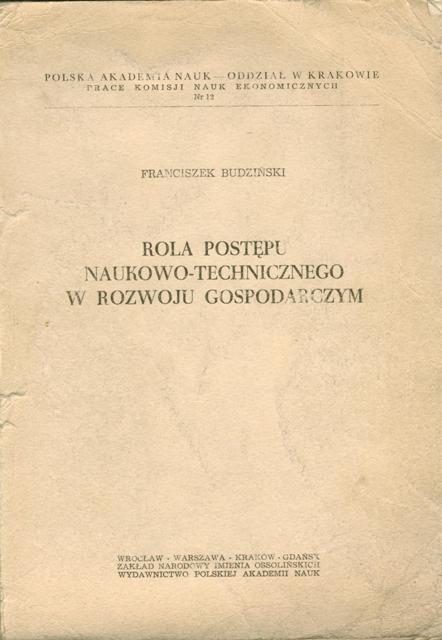 POLSKA AKADEMIA NAUK — ODDZIAŁ W KRAKOWIE
PRACE KOMISJI NAUK EKONOMICZNYCH
Nr 12
FRANCISZEK BUDZIŃSKI
ROLA POSTĘPU
NAUKOWO-TECHNICZNEGO
W ROZWOJU GOSPODARCZYM
WROCŁAW · WARSZAWA · KRAKÓW · GDAŃSK
ZAKŁAD NARODOWY IMIENIA OSSOLIŃSKICH
WYDAWNICTWO POLSKIEJ AKADEMII NAUK